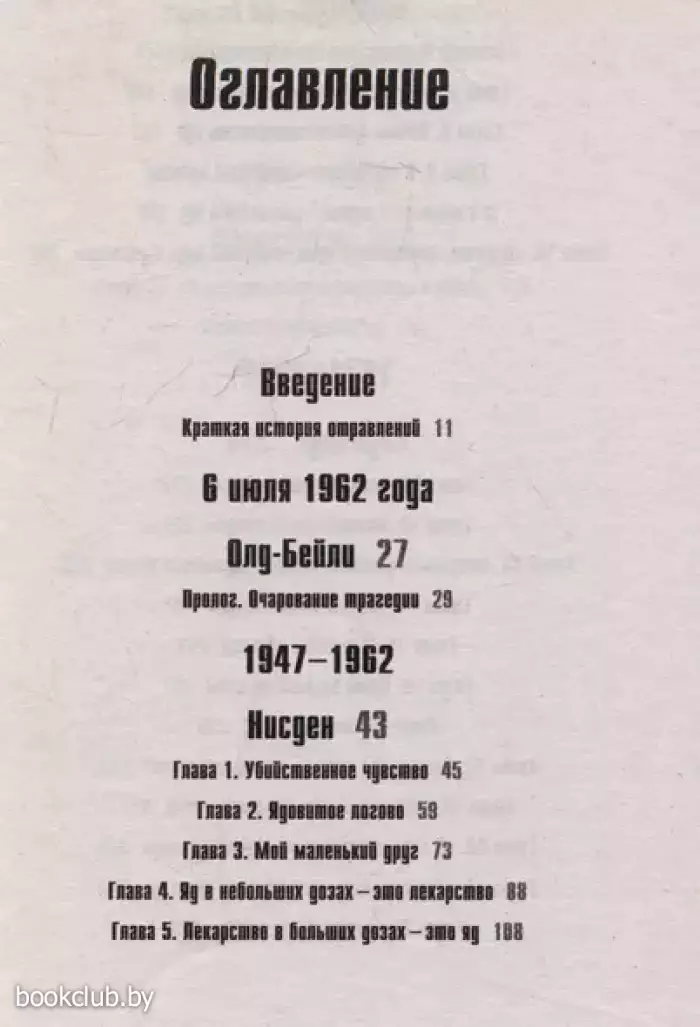 Оглавление
Введение
Краткая история отравлений 11
6 июля 1962 года
Олд-Бейли 27
Пролог. Очарование трагедии 29
1947–1962
Нисден 43
Глава 1. Убийственное чувство 45
Глава 2. Ядовитое логово 59
Глава 3. Мой маленький друг 73
Глава 4. Яд в небольших дозах – это лекарство 88
Глава 5. Лекарство в больших дозах – это яд 108
bookclub.by